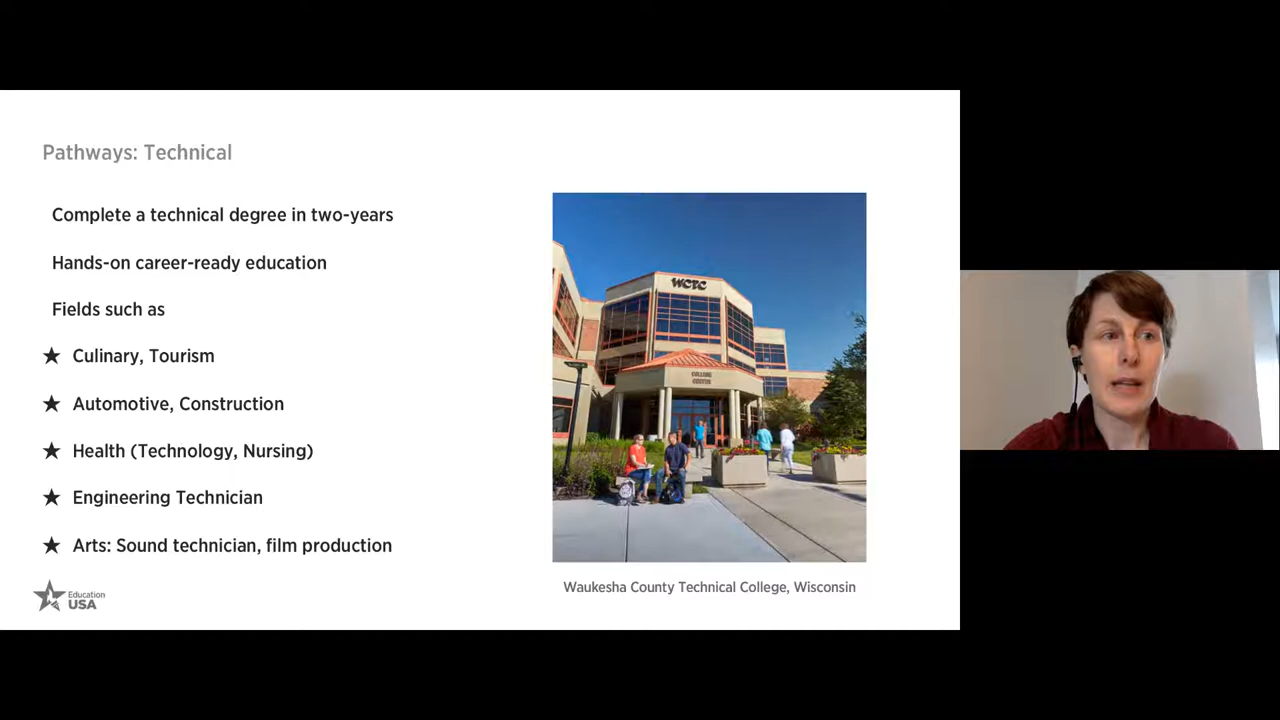 Pathways: Technical
Complete a technical degree in two-years
Hands-on career-ready education
Fields such as
★ Culinary, Tourism
★ Automotive, Construction
★ Health (Technology, Nursing)
★ Engineering Technician
★ Arts: Sound technician, film production
WCTC
COLLEGE
CENTER
Waukesha County Technical College, Wisconsin
Education
USA